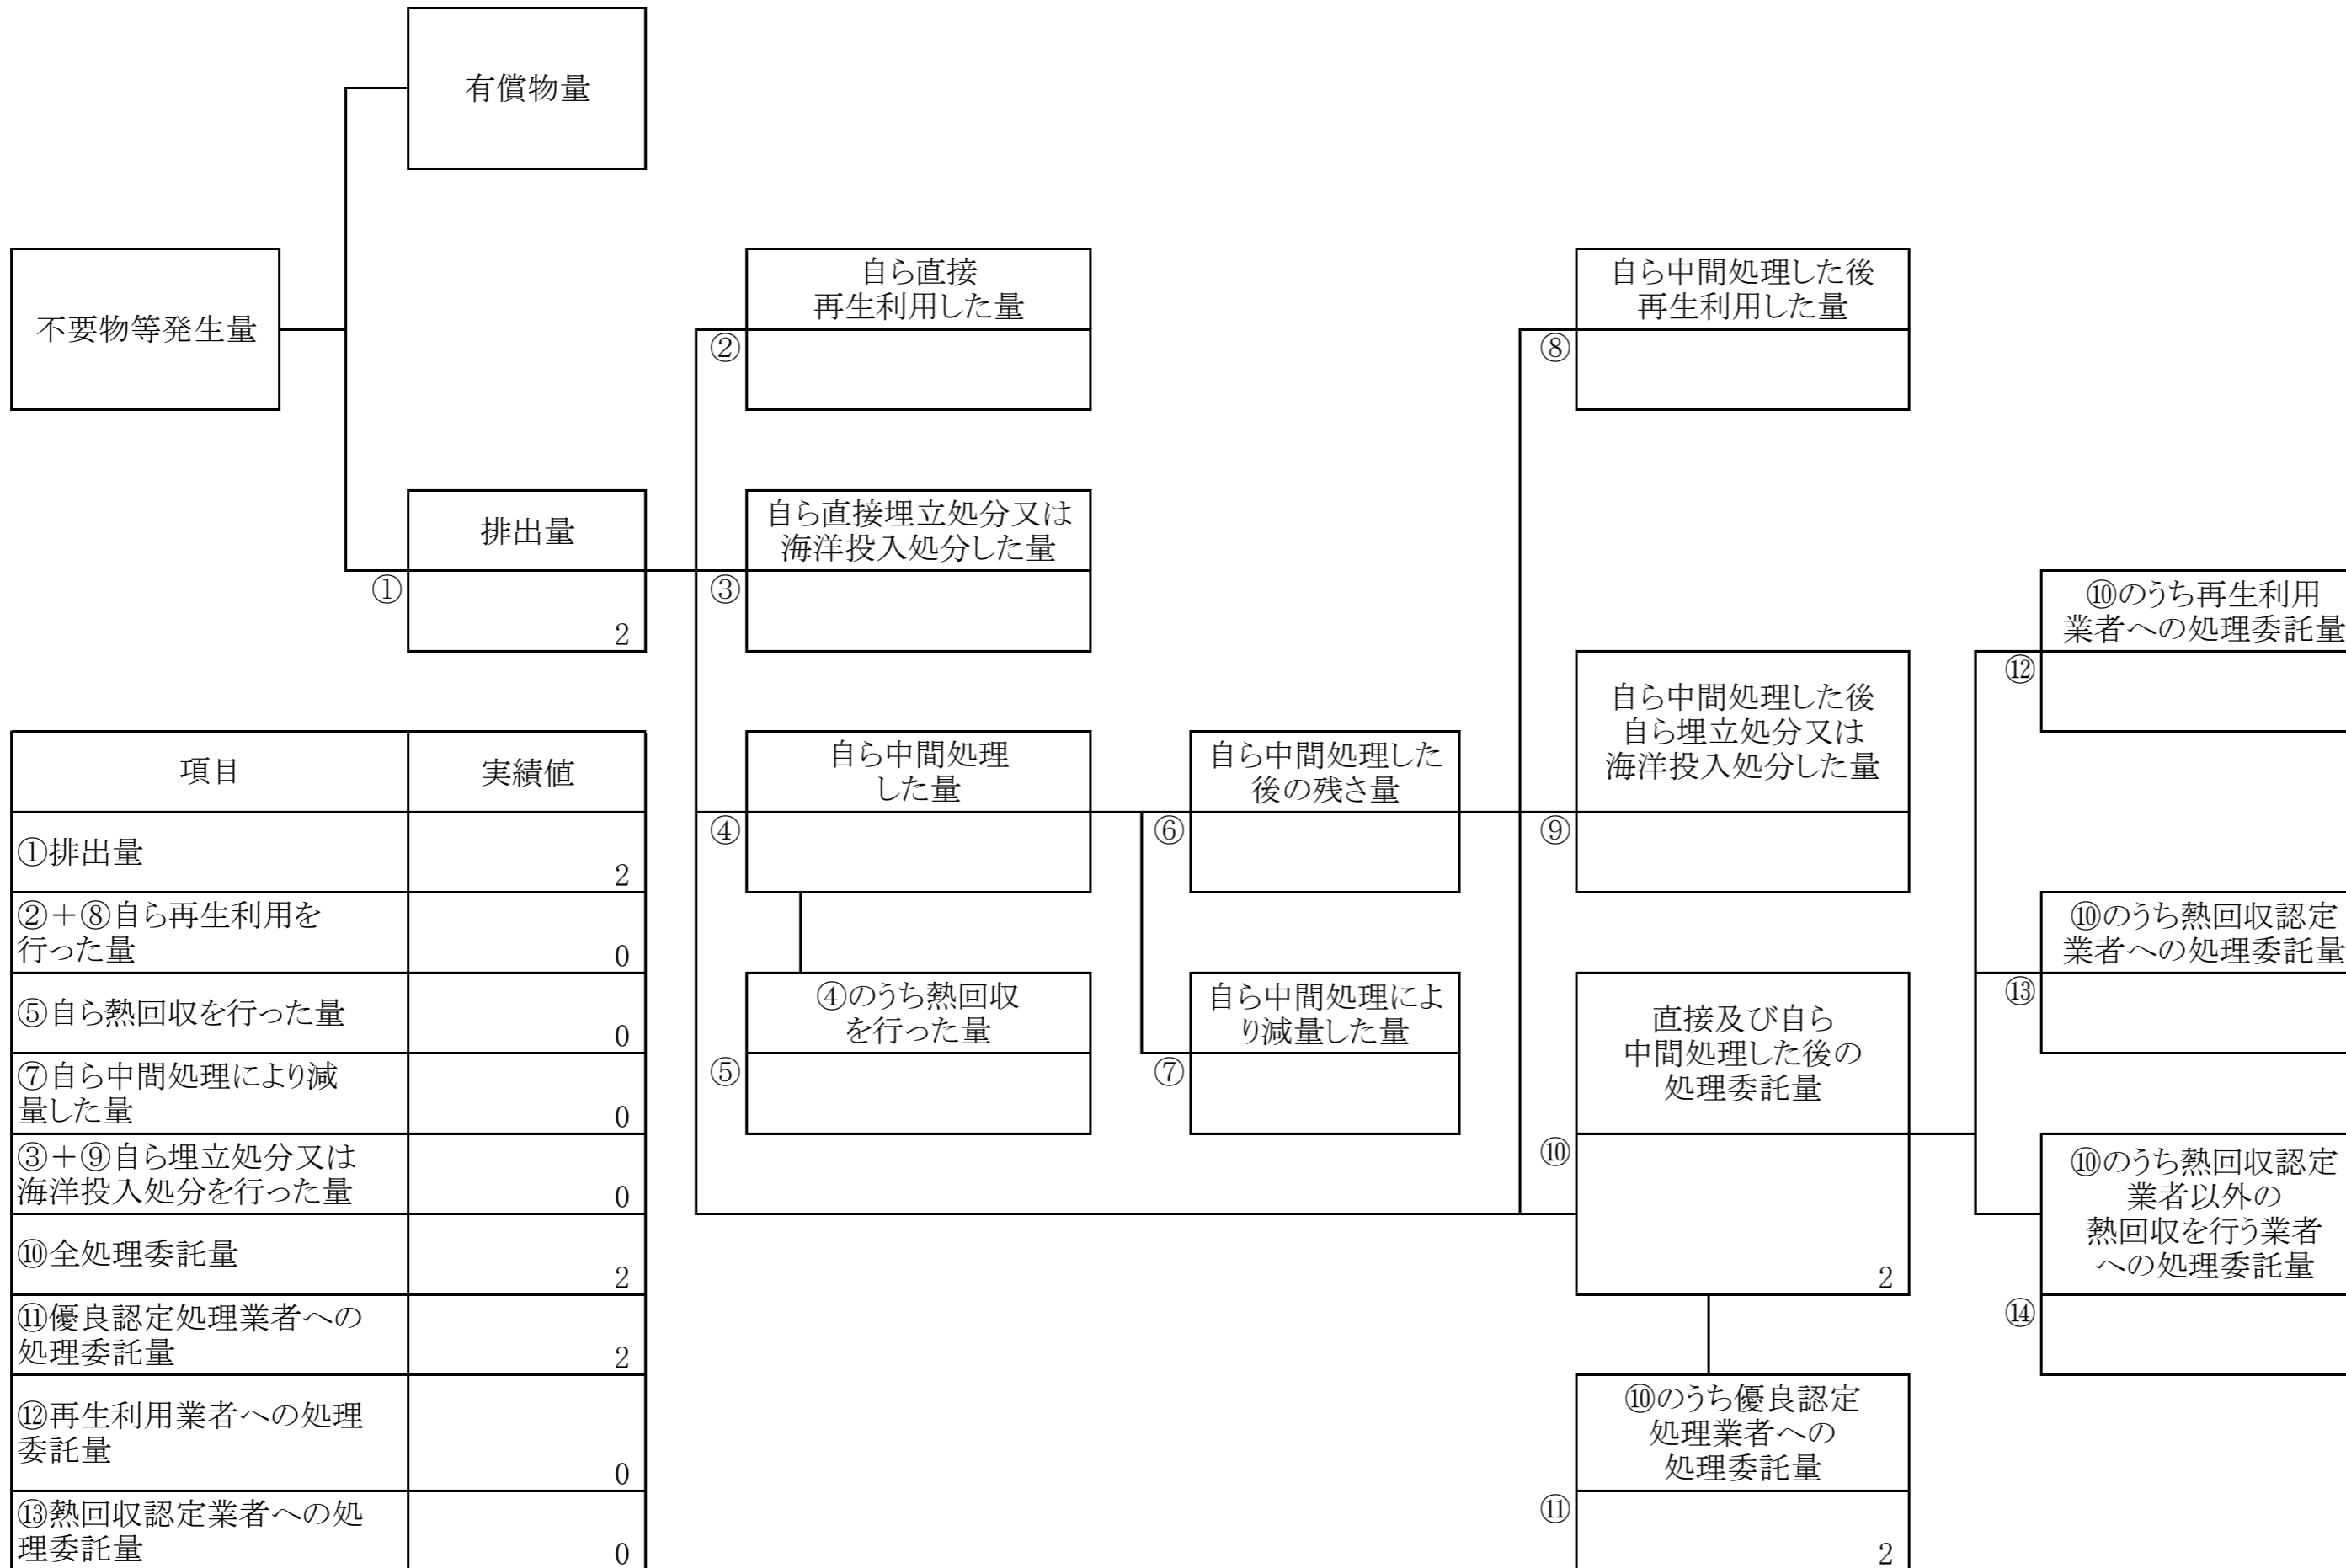 有償物量
不要物等発生量
自ら直接
再生利用した量
②
自ら中間処理した後
再生利用した量
⑧
排出量
①
2
自ら直接埋立処分又は
海洋投入処分した量
③
⑩のうち再生利用
業者への処理委託量
⑫
自ら中間処理した後
自ら埋立処分又は
海洋投入処分した量
⑨
自ら中間処理
した量
④
自ら中間処理した
後の残さ量
⑥
⑩のうち熱回収認定
業者への処理委託量
⑬
④のうち熱回収
を行った量
⑤
自ら中間処理によ
り減量した量
⑦
直接及び自ら
中間処理した後の
処理委託量
⑩
2
⑩のうち熱回収認定
業者以外の
熱回収を行う業者
への処理委託量
⑭
⑩のうち優良認定
処理業者への
処理委託量
⑪
2
項目
実績値
①排出量
2
②+⑧自ら再生利用を
行った量
0
⑤自ら熱回収を行った量
0
⑦自ら中間処理により減
量した量
0
③+⑨自ら埋立処分又は
海洋投入処分を行った量
0
⑩全処理委託量
2
⑪優良認定処理業者への
処理委託量
2
⑫再生利用業者への処理
委託量
0
⑬熱回収認定業者への処
理委託量
0